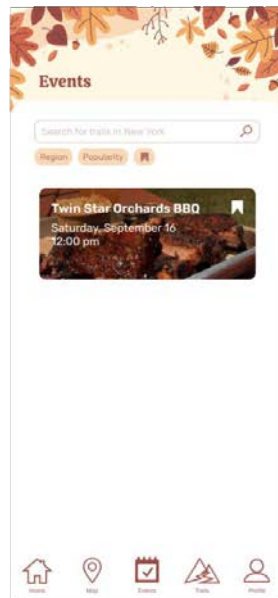 Events
Search for trails in New York
Region Popularity
Twin Star Orchards BBQ
Saturday, September 16
12:00 pm
Home Map Events Trails Profile